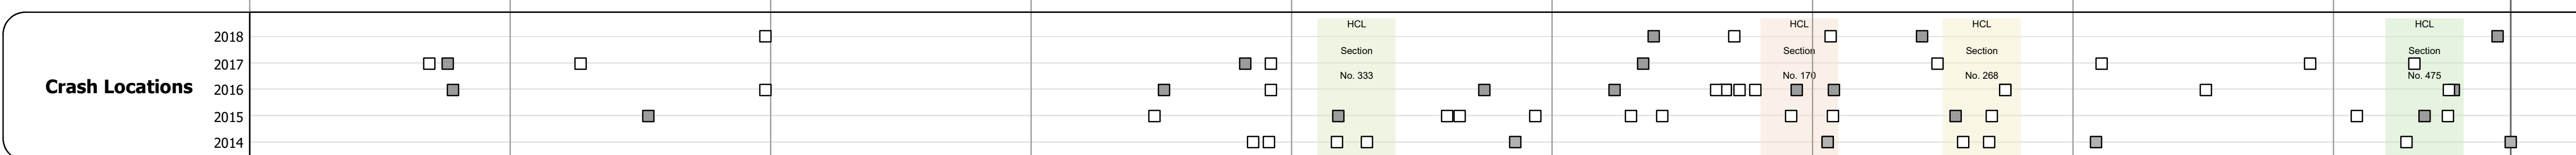 Crash Locations
2018
2017
2016
2015
2014
HCL
Section
No. 333
HCL
Section
No. 170
HCL
Section
No. 268
HCL
Section
No. 475